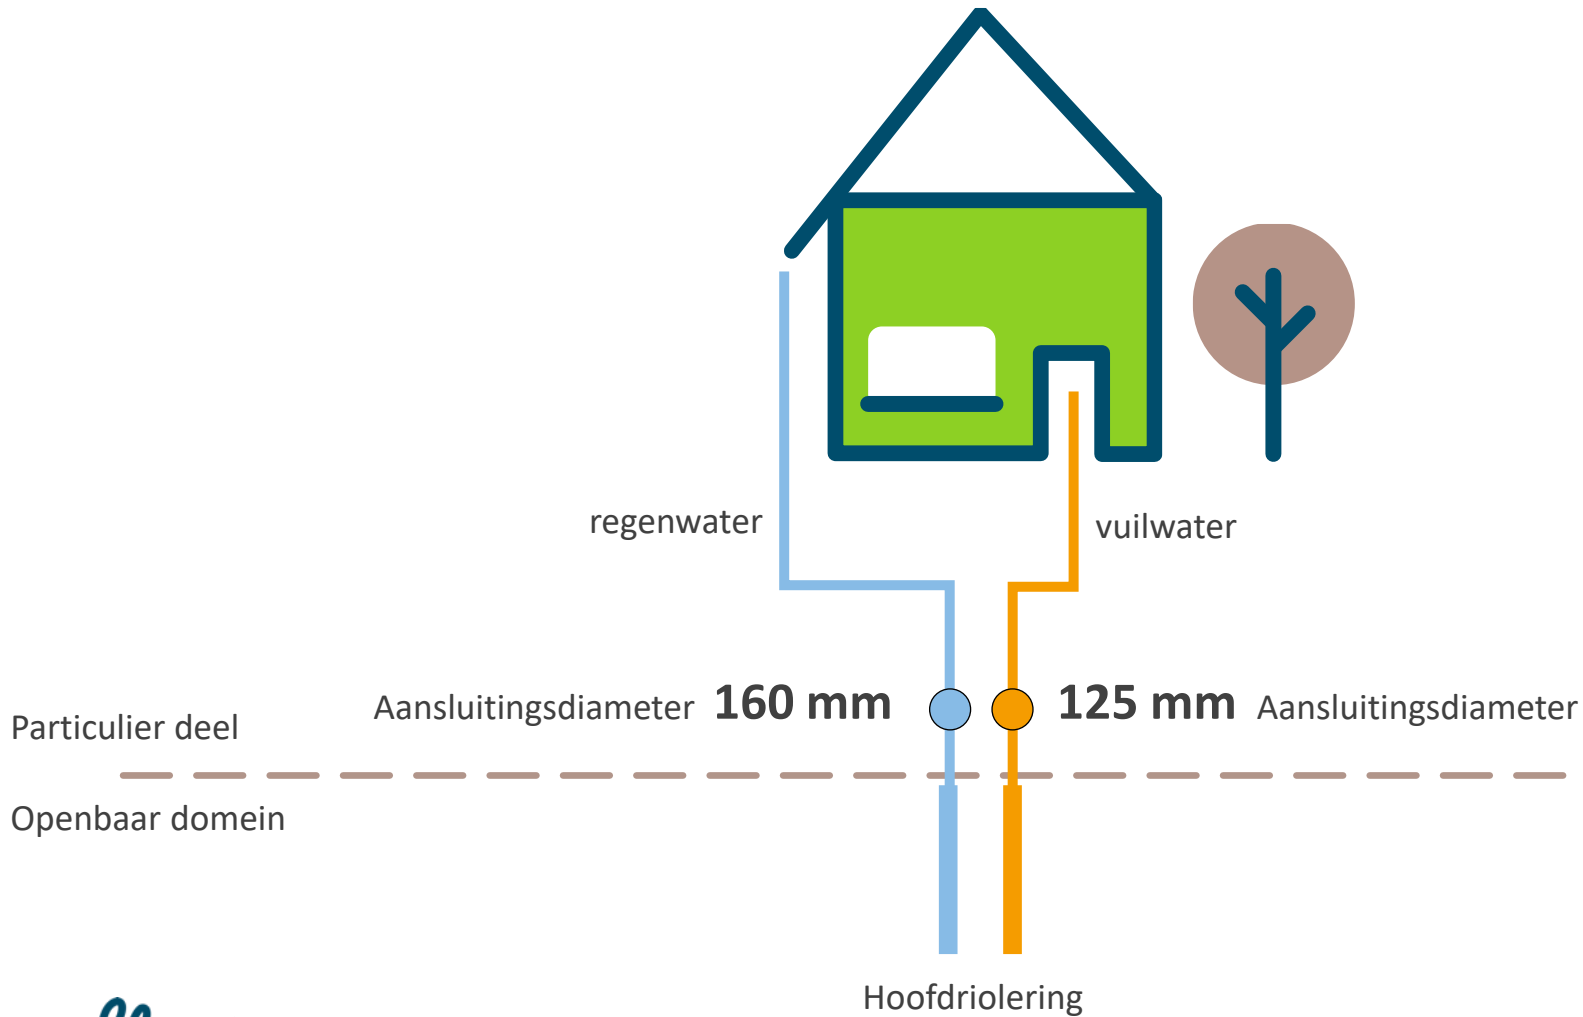 regenwater
vuilwater
Aansluitingsdiameter 160 mm
125 mm Aansluitingsdiameter
Particulier deel
Openbaar domein
Hoofdriolering